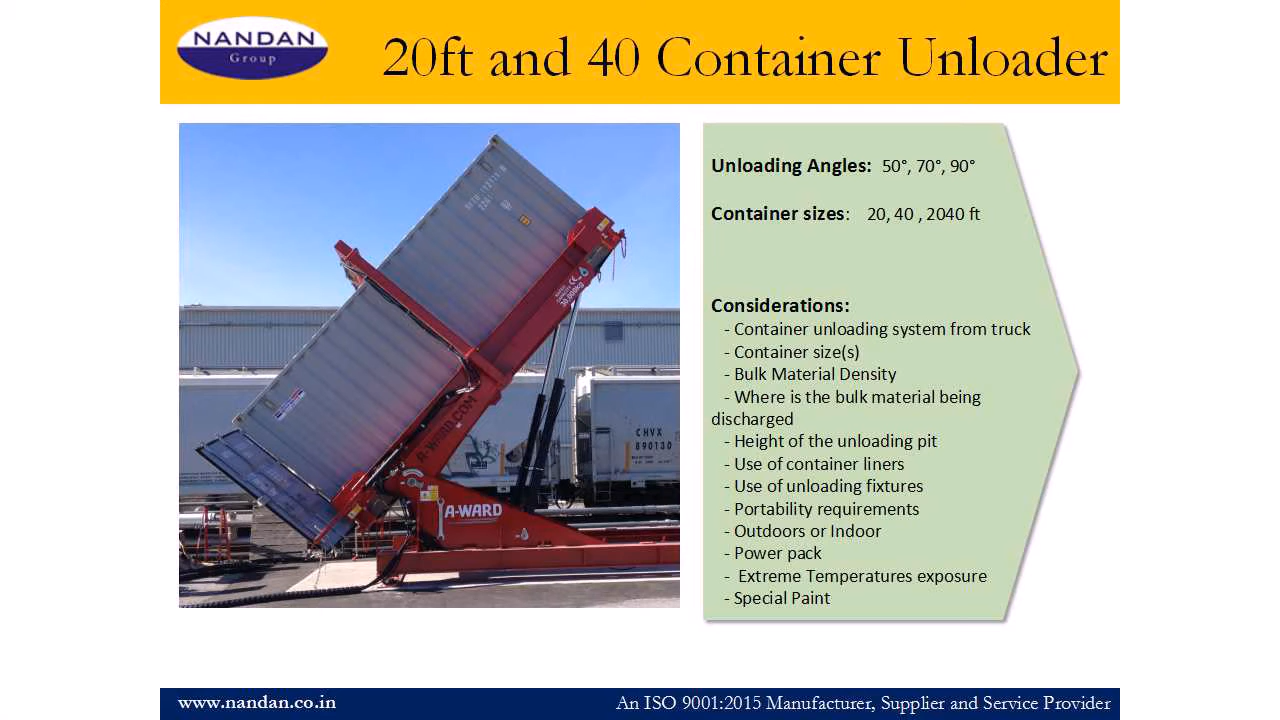 NANDAN
Group
20ft and 40 Container Unloader
Unloading Angles: 50°, 70°, 90°
Container sizes: 20, 40 , 2040 ft
Considerations:
- Container unloading system from truck
- Container size(s)
- Bulk Material Density
- Where is the bulk material being
discharged
- Height of the unloading pit
- Use of container liners
- Use of unloading fixtures
- Portability requirements
- Outdoors or Indoor
- Power pack
- Extreme Temperatures exposure
- Special Paint
30,000kg
A-WARD.COM
A-WARD
CHVX
890130
www.nandan.co.in
An ISO 9001:2015 Manufacturer, Supplier and Service Provider